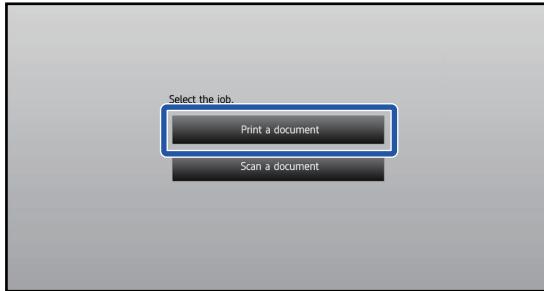 Select the job.
Print a document
Scan a document